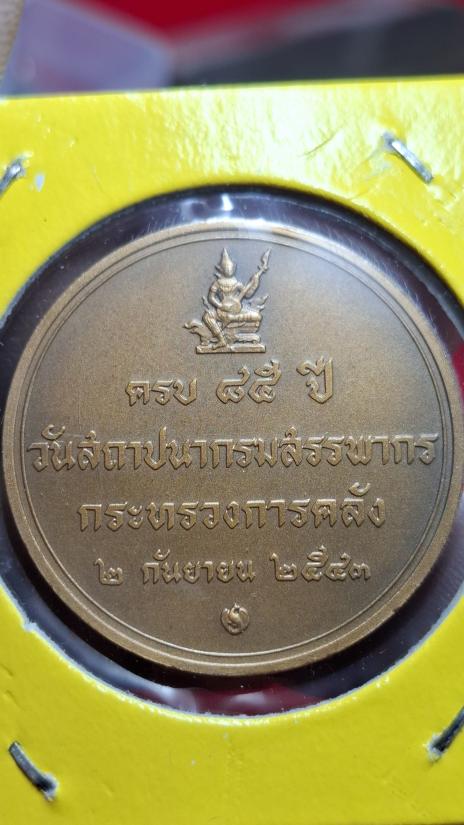 ครบ ๘๕ ปี
วันสถาปนากรมสรรพากร
กระทรวงการคลัง
๒ กันยายน ๒๕๔๓